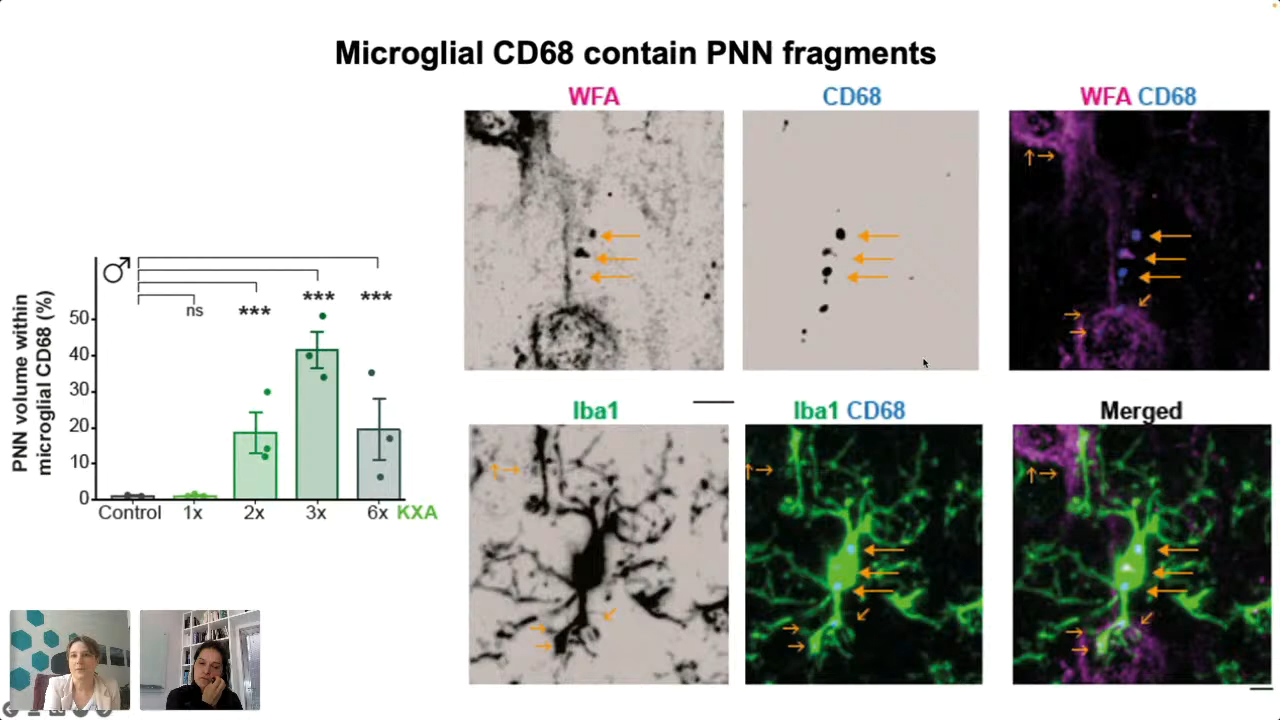 Microglial CD68 contain PNN fragments
WFA
CD68
WFA CD68
♂
ns
***
***
***
PNN volume within
microglial CD68 (%)
50
40
30
20
10
0
Control 1x 2x 3x 6x KXA
Iba1
Iba1 CD68
Merged